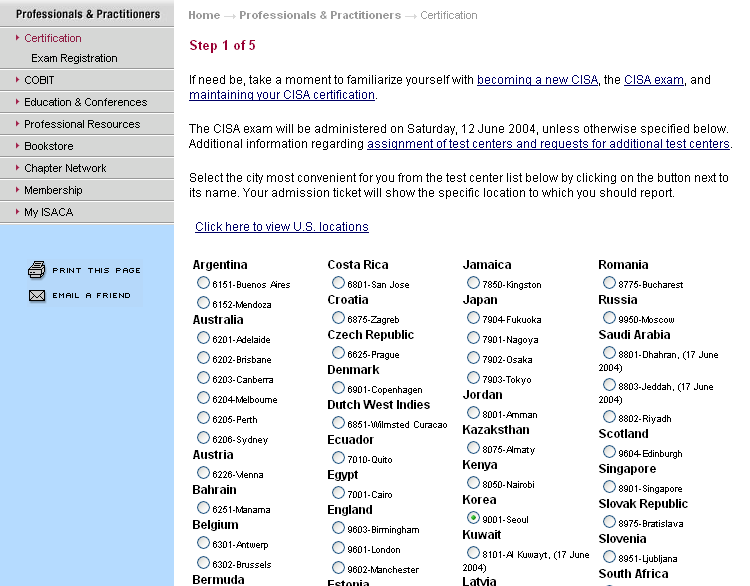 Professionals & Practitioners
Certification
Exam Registration
COBIT
Education & Conferences
Professional Resources
Bookstore
Chapter Network
Membership
My ISACA
PRINT THIS PAGE
EMAIL A FRIEND
Home → Professionals & Practitioners → Certification
Step 1 of 5
If need be, take a moment to familiarize yourself with becoming a new CISA, the CISA exam, and
maintaining your CISA certification.
The CISA exam will be administered on Saturday, 12 June 2004, unless otherwise specified below.
Additional information regarding assignment of test centers and requests for additional test centers.
Select the city most convenient for you from the test center list below by clicking on the button next to
its name. Your admission ticket will show the specific location to which you should report.
Click here to view U.S. locations
Argentina
6151-Buenos Aires
6152-Mendoza
Australia
6201-Adelaide
6202-Brisbane
6203-Canberra
6204-Melbourne
6205-Perth
6206-Sydney
Austria
6226-Vienna
Bahrain
6251-Manama
Belgium
6301-Antwerp
6302-Brussels
Bermuda
Costa Rica
6801-San Jose
Croatia
6875-Zagreb
Czech Republic
6625-Prague
Denmark
6901-Copenhagen
Dutch West Indies
6851-Wilmsted Curacao
Ecuador
7010-Quito
Egypt
7001-Cairo
England
9603-Birmingham
9601-London
9602-Manchester
Estonia
Jamaica
7850-Kingston
Japan
7904-Fukuoka
7901-Nagoya
7902-Osaka
7903-Tokyo
Jordan
8001-Amman
Kazaksthan
8075-Almaty
Kenya
8050-Nairobi
Korea
9001-Seoul
Kuwait
8101-Al Kuwayt, (17 June
2004)
Latvia
Romania
8775-Bucharest
Russia
9950-Moscow
Saudi Arabia
8801-Dhahran, (17 June
2004)
8803-Jeddah, (17 June
2004)
8802-Riyadh
Scotland
9604-Edinburgh
Singapore
8901-Singapore
Slovak Republic
8975-Bratislava
Slovenia
8951-Ljubljana
South Africa